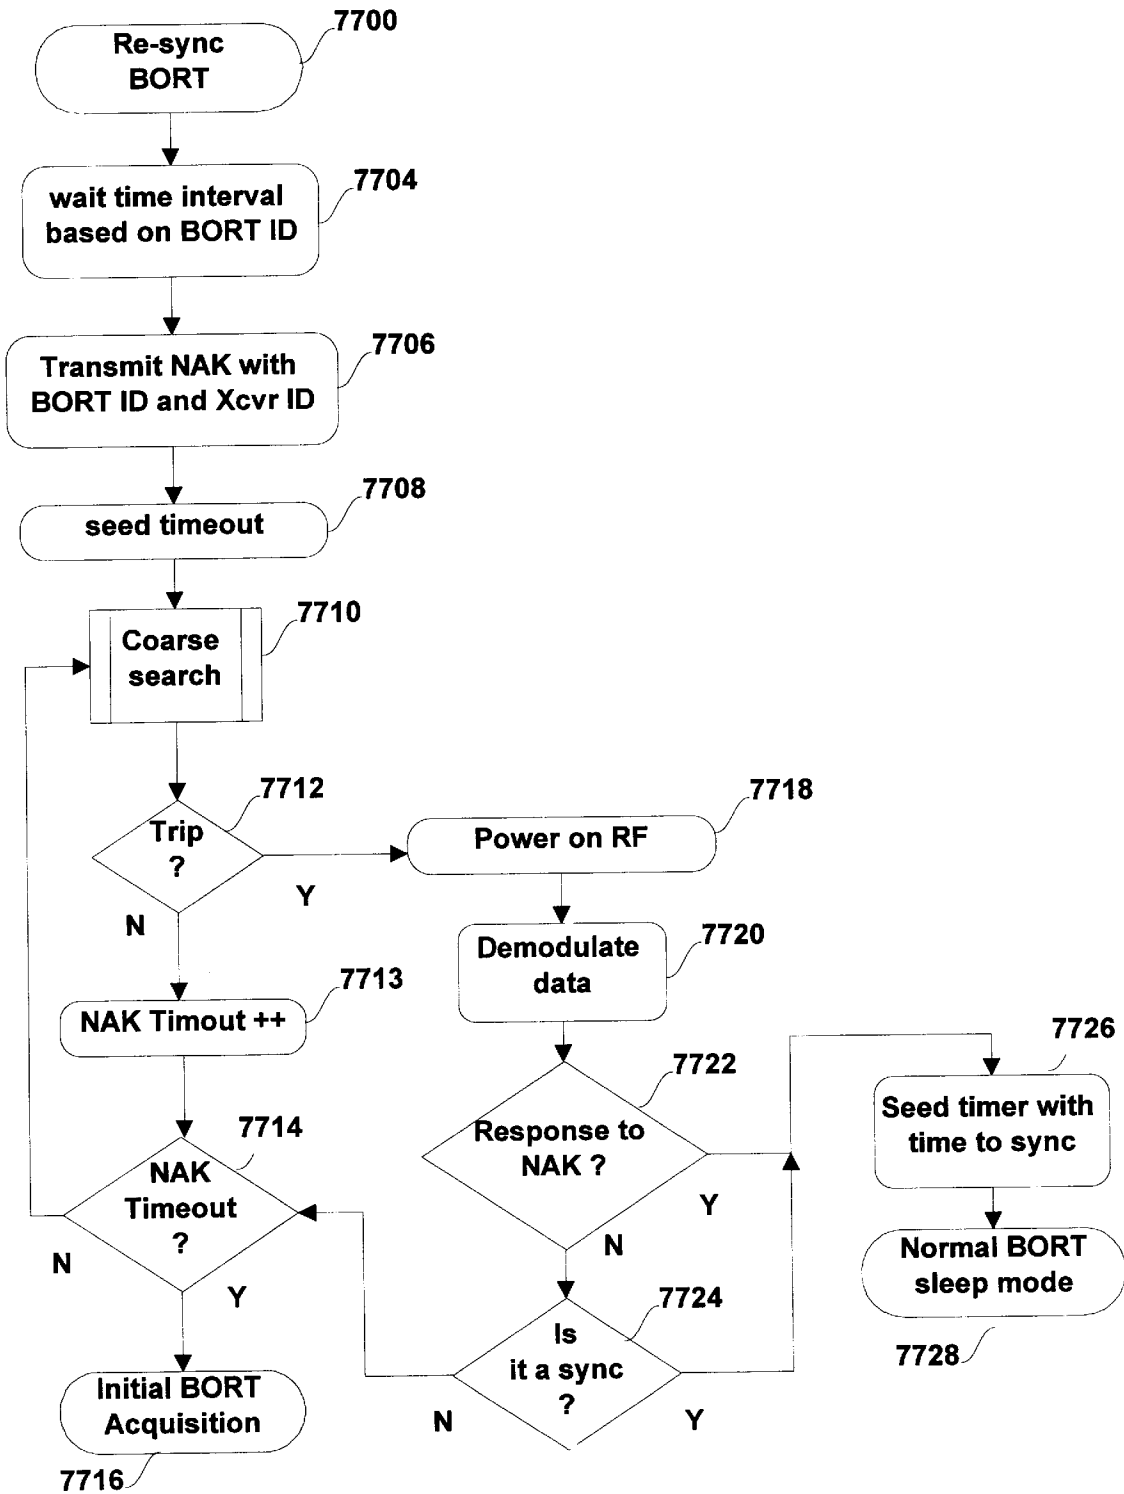 7700
Re-sync
BORT
7704
wait time interval
based on BORT ID
7706
Transmit NAK with
BORT ID and Xcvr ID
7708
seed timeout
7710
Coarse
search
7712
Trip
?
Y
N
7718
Power on RF
7720
Demodulate
data
7713
NAK Timout ++
7722
Response to
NAK ?
Y
N
7726
Seed timer with
time to sync
7714
NAK
Timeout
?
N
Y
7724
Is
it a sync
?
N
Y
Normal BORT
sleep mode
7728
Initial BORT
Acquisition
7716